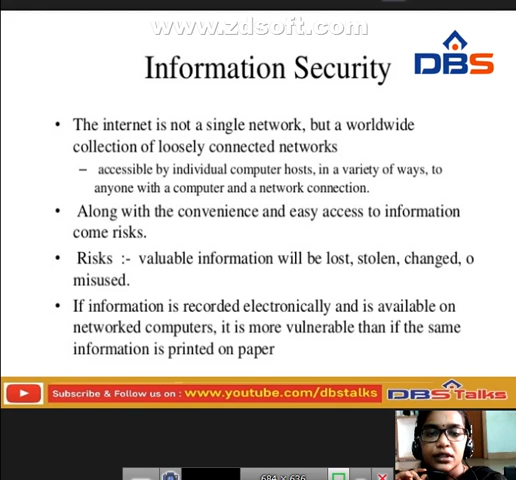 www.zdsoft.com
DBS
Information Security
• The internet is not a single network, but a worldwide
collection of loosely connected networks
– accessible by individual computer hosts, in a variety of ways, to
anyone with a computer and a network connection.
• Along with the convenience and easy access to information
come risks.
• Risks :- valuable information will be lost, stolen, changed, o
misused.
• If information is recorded electronically and is available on
networked computers, it is more vulnerable than if the same
information is printed on paper
Subscribe & Follow us on : www.youtube.com/dbstalks DBS Talks
684 x 636